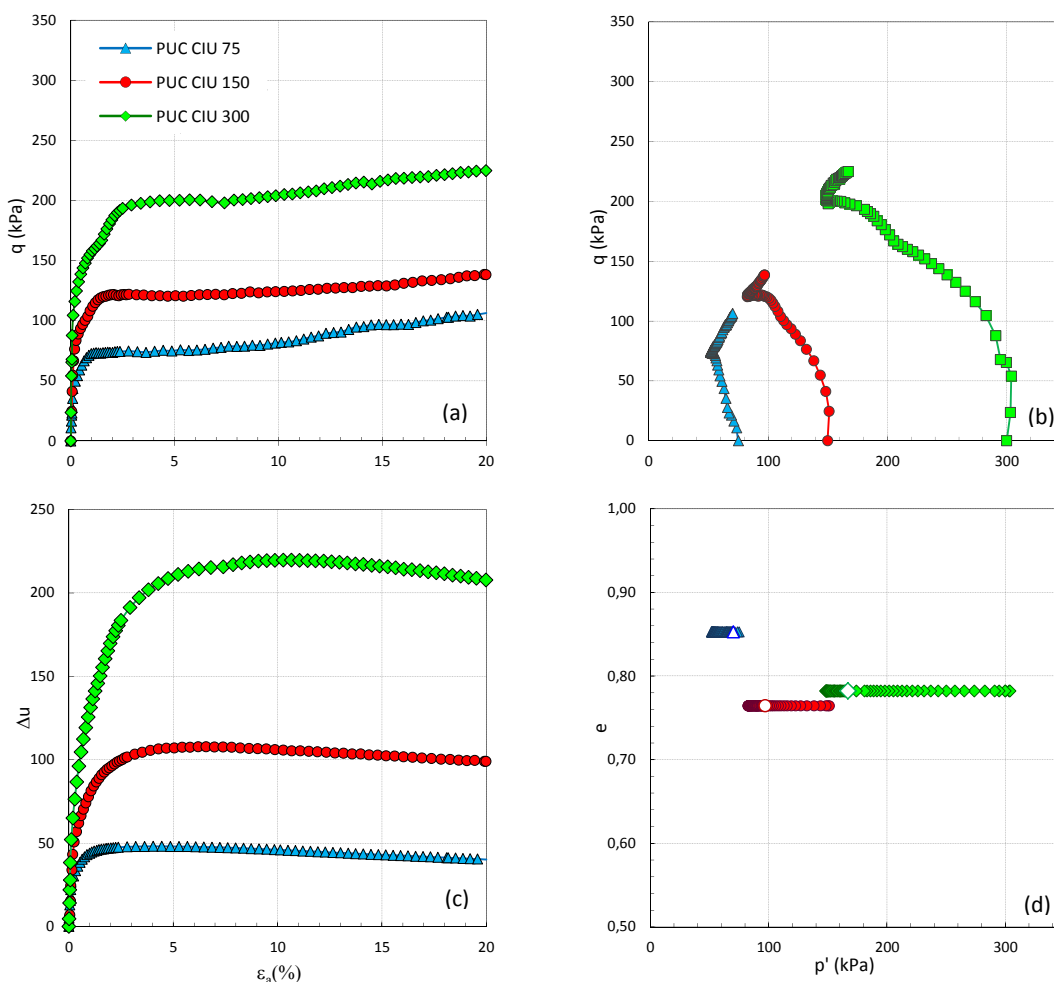 350
300
250
200
150
100
50
0
q (kPa)
PUC CIU 75
PUC CIU 150
PUC CIU 300
(a)
0 5 10 15 20
350
300
250
200
150
100
50
0
q (kPa)
(b)
0 100 200 300
250
200
150
100
50
0
Δu
(c)
0 5 10 15 20
εa(%)
1,00
0,90
0,80
0,70
0,60
0,50
e
(d)
0 100 200 300
p' (kPa)